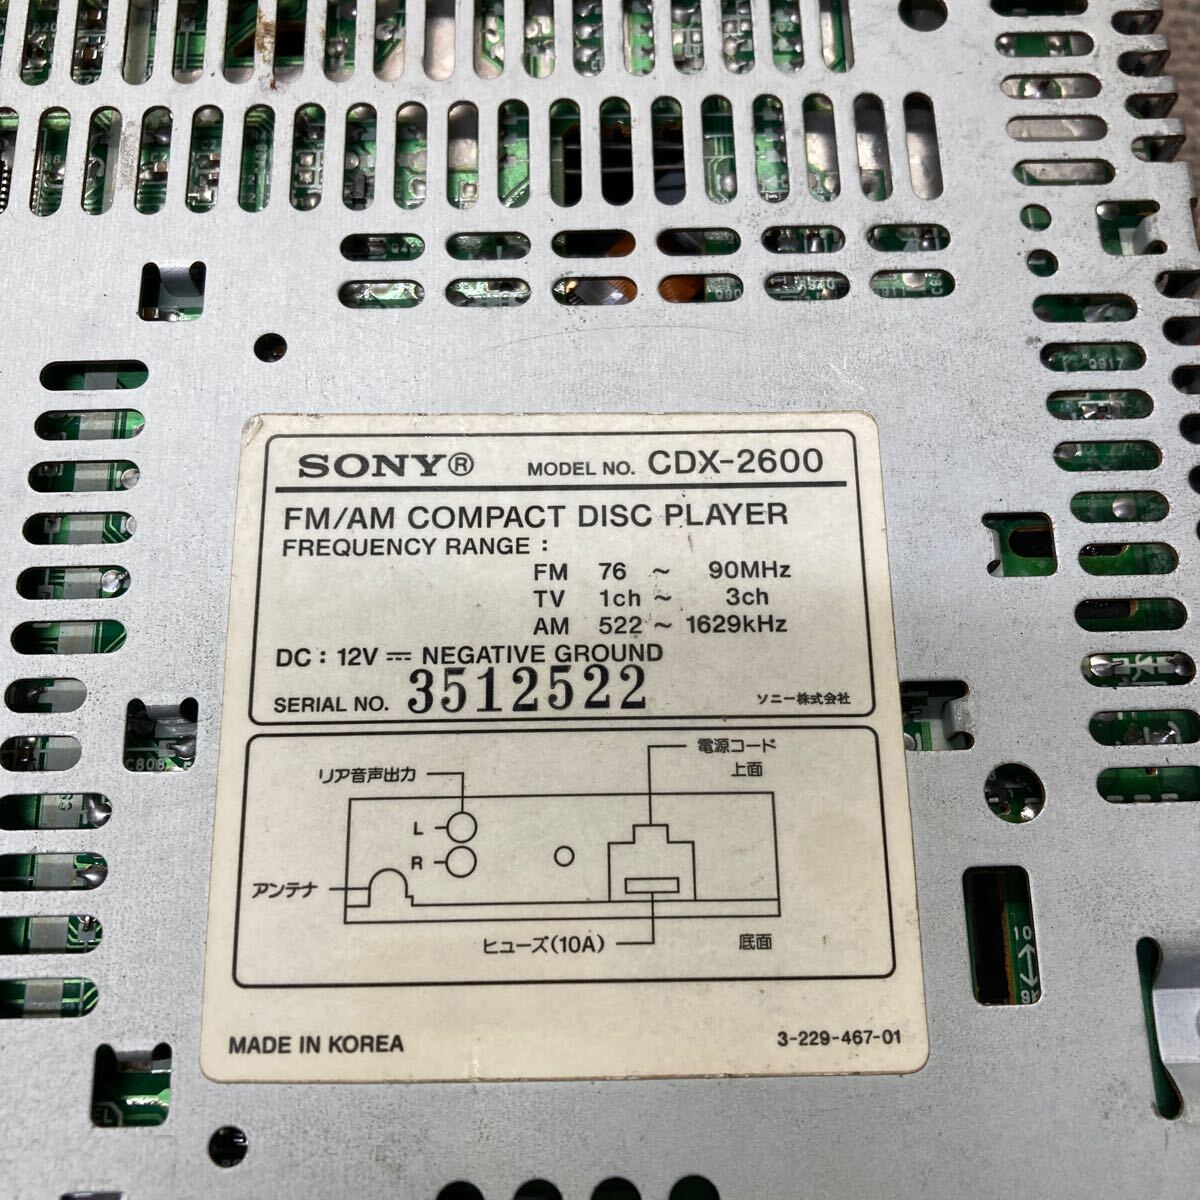 SONY® MODEL NO. CDX-2600
FM/AM COMPACT DISC PLAYER
FREQUENCY RANGE :
FM 76 ~ 90MHz
TV 1ch ~ 3ch
AM 522 ~ 1629kHz
DC : 12V ⎓ NEGATIVE GROUND
SERIAL NO. 3512522
ソニー株式会社
電源コード
リア音声出力
上面
L
R
アンテナ
ヒューズ(10A)
底面
MADE IN KOREA
3-229-467-01
C808
Q917
10